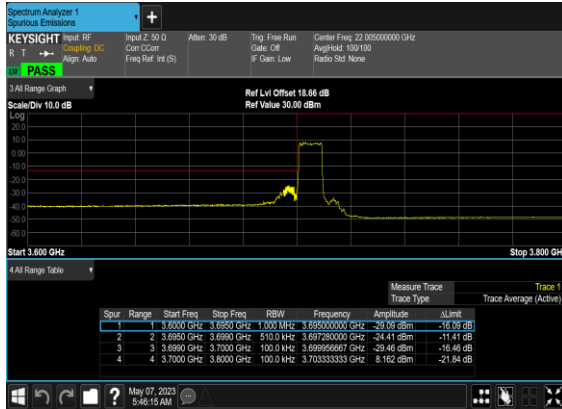 Spectrum Analyzer 1
Spurious Emissions
KEYSIGHT Input: RF Input Z: 50 Ω Atten: 30 dB Trig: Free Run Center Freq: 22.005000000 GHz
R T Coupling: DC Corr CCorr Gate: Off Avg|Hold: 100/100
Align: Auto Freq Ref: Int (S) IF Gain: Low Radio Std: None
PASS
3 All Range Graph Ref Lvl Offset 18.66 dB
Scale/Div 10.0 dB Ref Value 30.00 dBm
Log
20.0
10.0
0.00
-10.0
-20.0
-30.0
-40.0
-50.0
-60.0
Start 3.600 GHz Stop 3.800 GHz
4 All Range Table
Measure Trace Trace 1
Trace Type Trace Average (Active)
Spur Range Start Freq Stop Freq RBW Frequency Amplitude ΔLimit
1 1 3.6000 GHz 3.6950 GHz 1.000 MHz 3.695000000 GHz -29.09 dBm -16.09 dB
2 2 3.6950 GHz 3.6990 GHz 510.0 kHz 3.697280000 GHz -24.41 dBm -11.41 dB
3 3 3.6990 GHz 3.7000 GHz 100.0 kHz 3.699956667 GHz -29.46 dBm -16.46 dB
4 4 3.7000 GHz 3.8000 GHz 100.0 kHz 3.703333333 GHz 8.162 dBm -21.84 dB
? May 07, 2023
5:46:15 AM